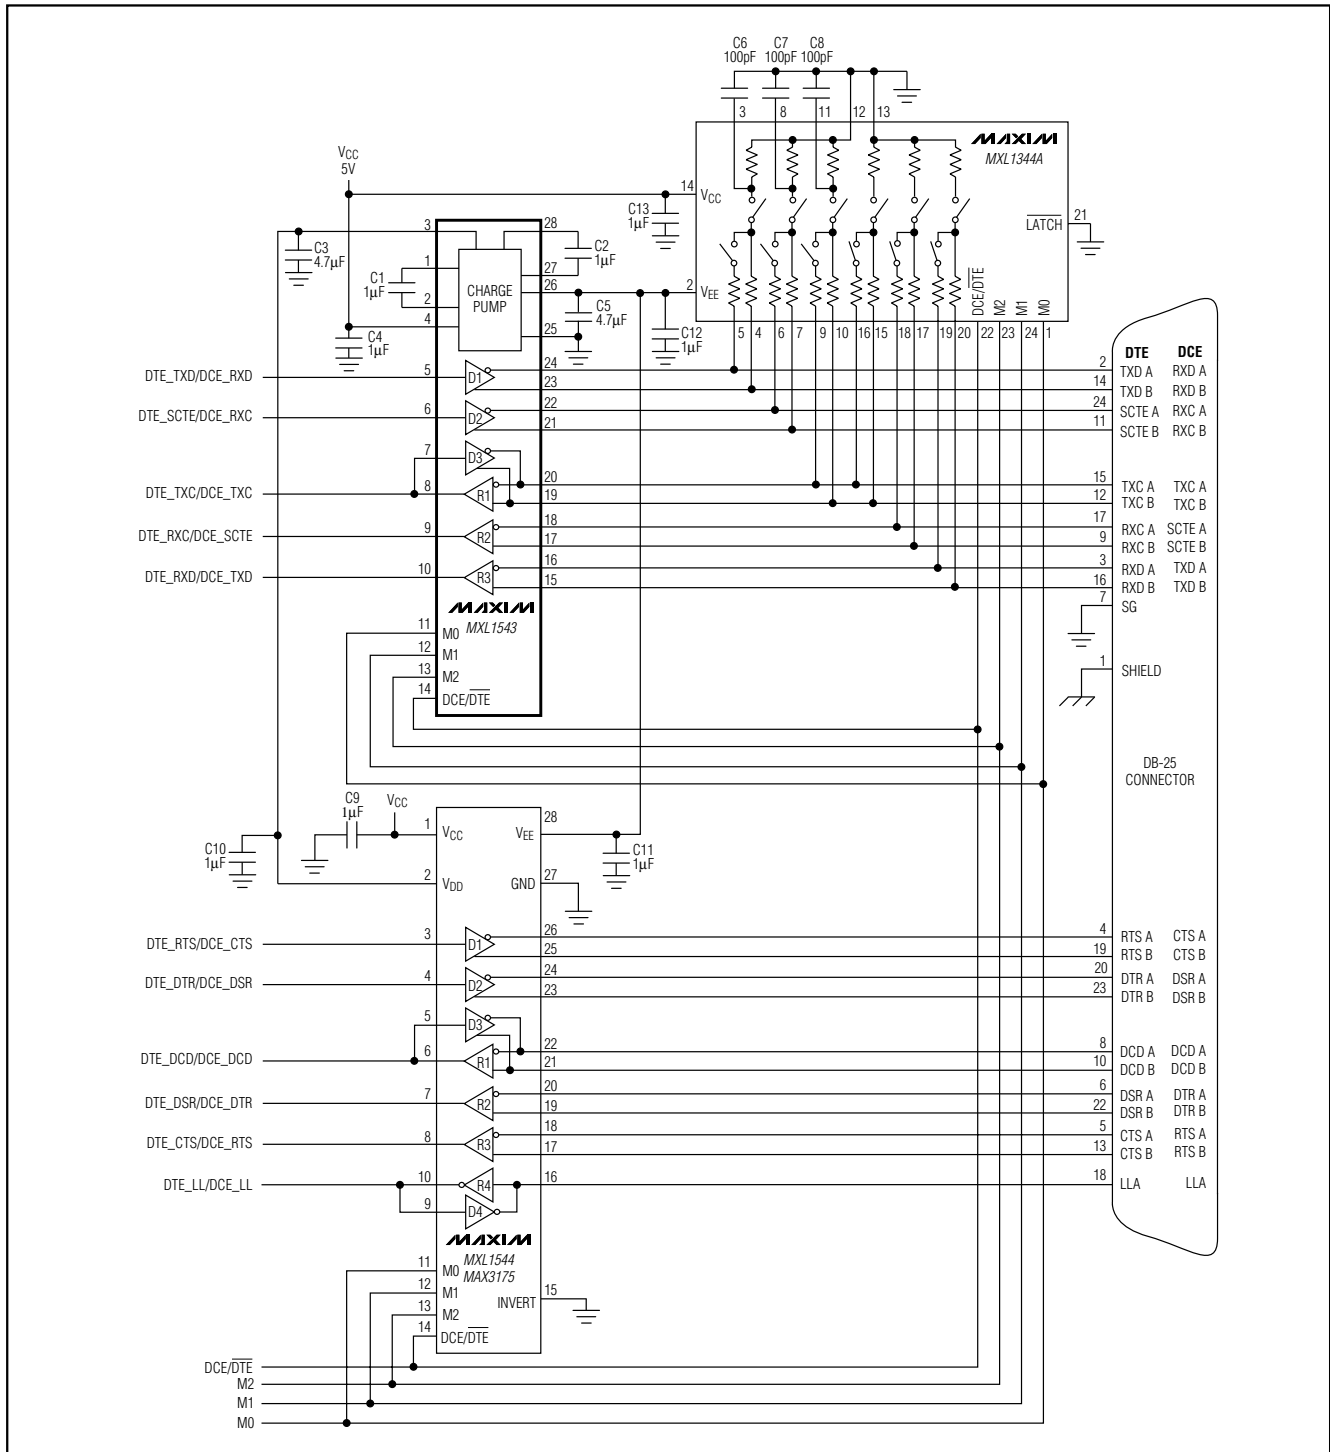 C6 C7 C8
100pF 100pF 100pF
3 8 11 12 13
MAXIM
MXL1344A
VCC
5V
14 VCC
C13
1µF
LATCH 21
3 28
C3
4.7µF
C2
1µF
1 27
C1
1µF
CHARGE
PUMP
26
2 VEE
2
C5
4.7µF
C12
1µF
4 25
C4
1µF
DCE/DTE M2 M1 M0
5 4 6 7 9 10 16 15 18 17 19 20 22 23 24 1
DTE DCE
DTE_TXD/DCE_RXD 5 D1 24 2 TXD A RXD A
23 14 TXD B RXD B
DTE_SCTE/DCE_RXC 6 D2 22 24 SCTE A RXC A
21 11 SCTE B RXC B
7 D3
DTE_TXC/DCE_TXC 8 R1 20 15 TXC A TXC A
19 12 TXC B TXC B
DTE_RXC/DCE_SCTE 9 R2 18 17 RXC A SCTE A
17 9 RXC B SCTE B
DTE_RXD/DCE_TXD 10 R3 16 3 RXD A TXD A
15 16 RXD B TXD B
7 SG
MAXIM
MXL1543
11 M0
12 M1
13 M2
14 DCE/DTE
1 SHIELD
DB-25
CONNECTOR
C9
1µF
VCC
1 VCC VEE 28
C10
1µF
C11
1µF
2 VDD GND 27
DTE_RTS/DCE_CTS 3 D1 26 4 RTS A CTS A
25 19 RTS B CTS B
DTE_DTR/DCE_DSR 4 D2 24 20 DTR A DSR A
23 23 DTR B DSR B
5 D3
DTE_DCD/DCE_DCD 6 R1 22 8 DCD A DCD A
21 10 DCD B DCD B
DTE_DSR/DCE_DTR 7 R2 20 6 DSR A DTR A
19 22 DSR B DTR B
DTE_CTS/DCE_RTS 8 R3 18 5 CTS A RTS A
17 13 CTS B RTS B
DTE_LL/DCE_LL 10 R4 16 18 LLA LLA
9 D4
MAXIM
MXL1544
MAX3175
11 M0
12 M1
13 M2
14 DCE/DTE
INVERT 15
DCE/DTE
M2
M1
M0